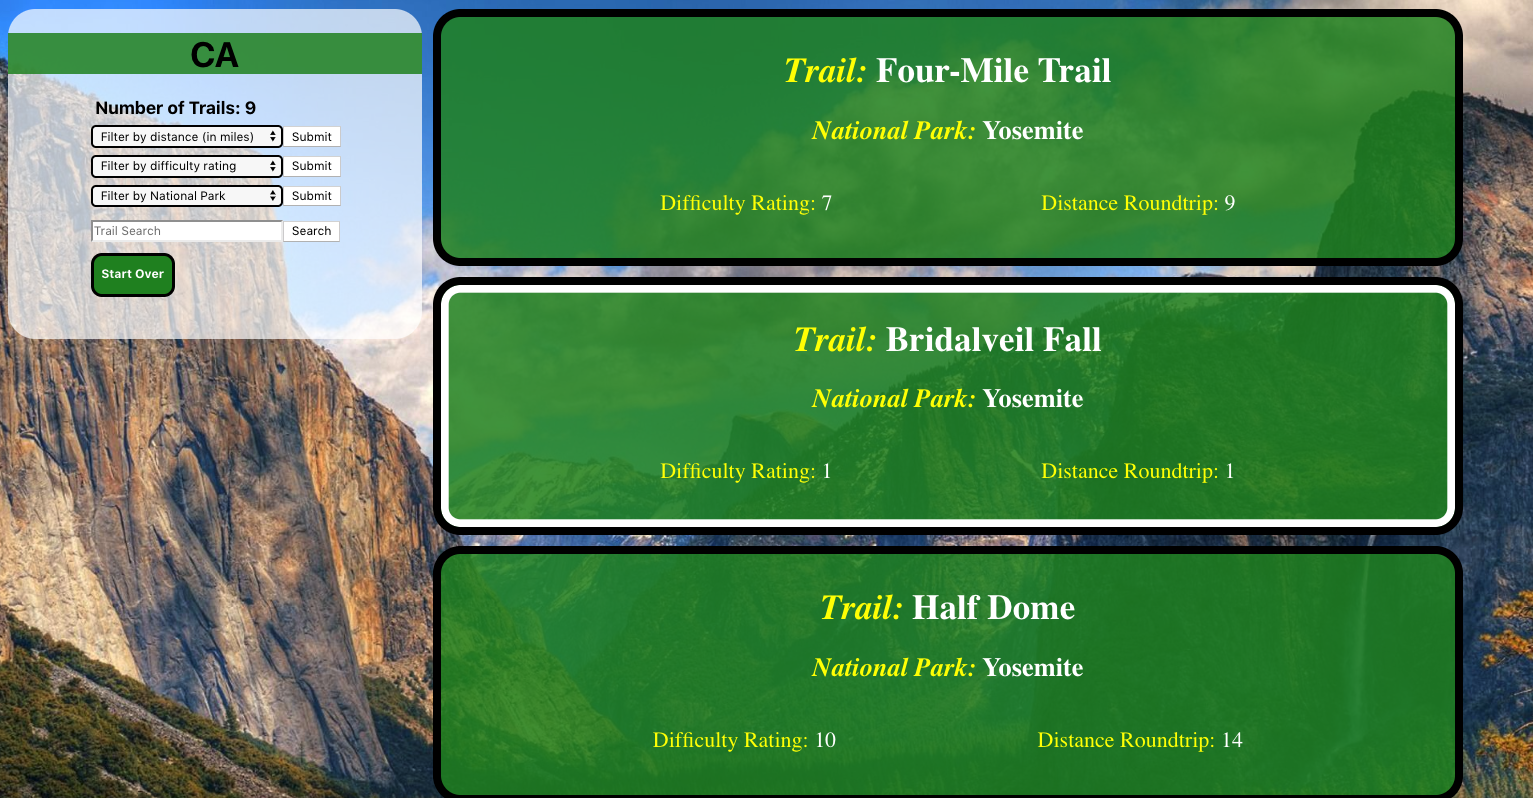 CA
Number of Trails: 9
Filter by distance (in miles) Submit
Filter by difficulty rating Submit
Filter by National Park Submit
Trail Search Search
Start Over
Trail: Four-Mile Trail
National Park: Yosemite
Difficulty Rating: 7 Distance Roundtrip: 9
Trail: Bridalveil Fall
National Park: Yosemite
Difficulty Rating: 1 Distance Roundtrip: 1
Trail: Half Dome
National Park: Yosemite
Difficulty Rating: 10 Distance Roundtrip: 14